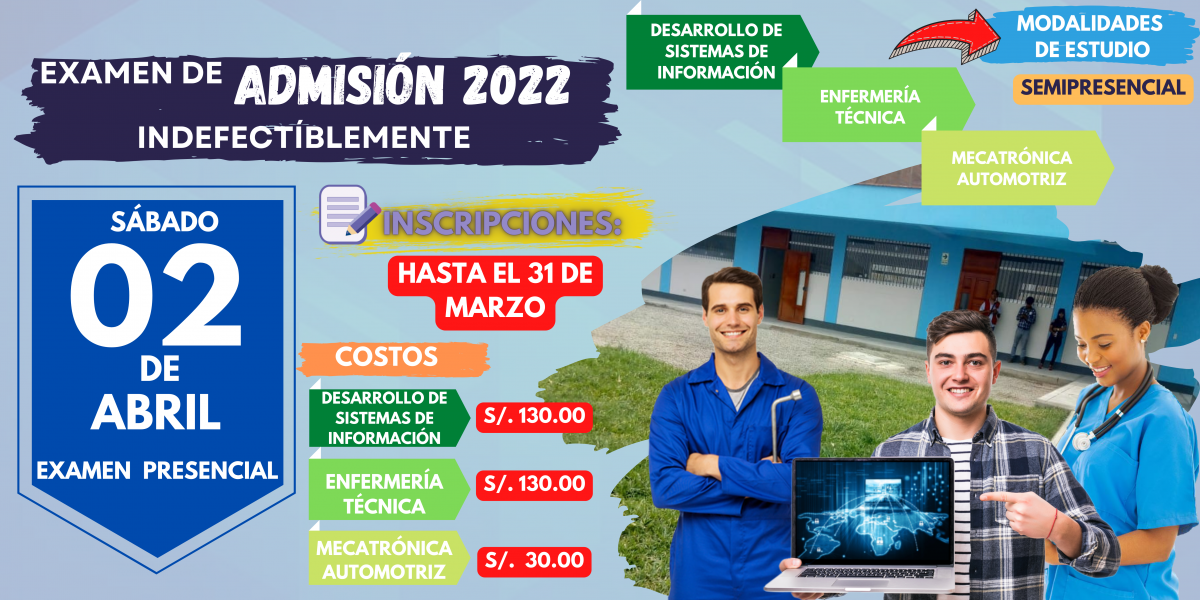 EXAMEN DE ADMISIÓN 2022
INDEFECTÍBLEMENTE
SÁBADO
02
DE
ABRIL
EXAMEN PRESENCIAL
INSCRIPCIONES:
HASTA EL 31 DE
MARZO
COSTOS
DESARROLLO DE
SISTEMAS DE
INFORMACIÓN
S/. 130.00
ENFERMERÍA
TÉCNICA
S/. 130.00
MECATRÓNICA
AUTOMOTRIZ
S/. 30.00
DESARROLLO DE
SISTEMAS DE
INFORMACIÓN
ENFERMERÍA
TÉCNICA
MECATRÓNICA
AUTOMOTRIZ
MODALIDADES
DE ESTUDIO
SEMIPRESENCIAL